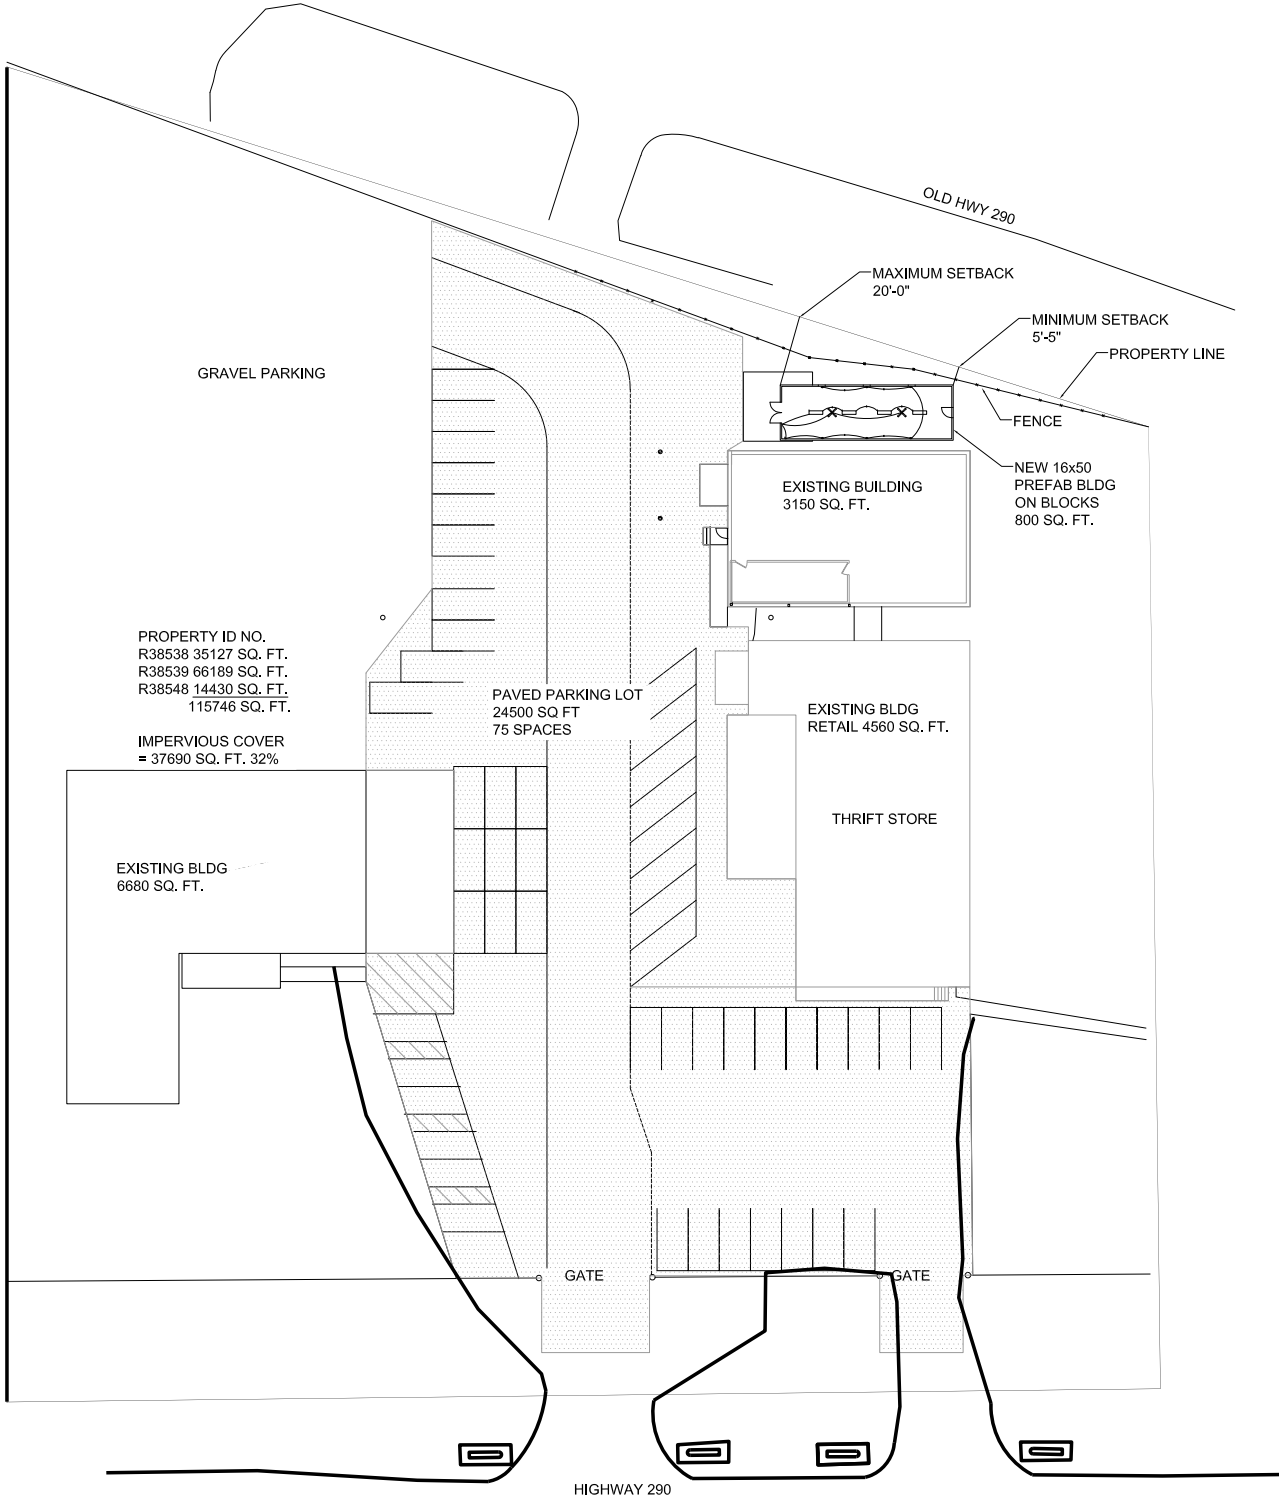 OLD HWY 290
MAXIMUM SETBACK
20'-0"
MINIMUM SETBACK
5'-5"
PROPERTY LINE
GRAVEL PARKING
FENCE
NEW 16x50
PREFAB BLDG
ON BLOCKS
800 SQ. FT.
EXISTING BUILDING
3150 SQ. FT.
PROPERTY ID NO.
R38538 35127 SQ. FT.
R38539 66189 SQ. FT.
R38548 14430 SQ. FT.
115746 SQ. FT.
IMPERVIOUS COVER
= 37690 SQ. FT. 32%
PAVED PARKING LOT
24500 SQ FT
75 SPACES
EXISTING BLDG
RETAIL 4560 SQ. FT.
THRIFT STORE
EXISTING BLDG
6680 SQ. FT.
GATE
GATE
HIGHWAY 290